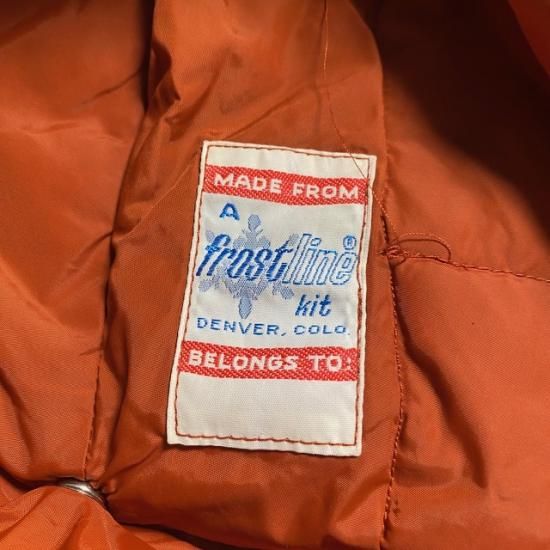 MADE FROM
A
frostline®
kit
DENVER, COLO.
BELONGS TO: